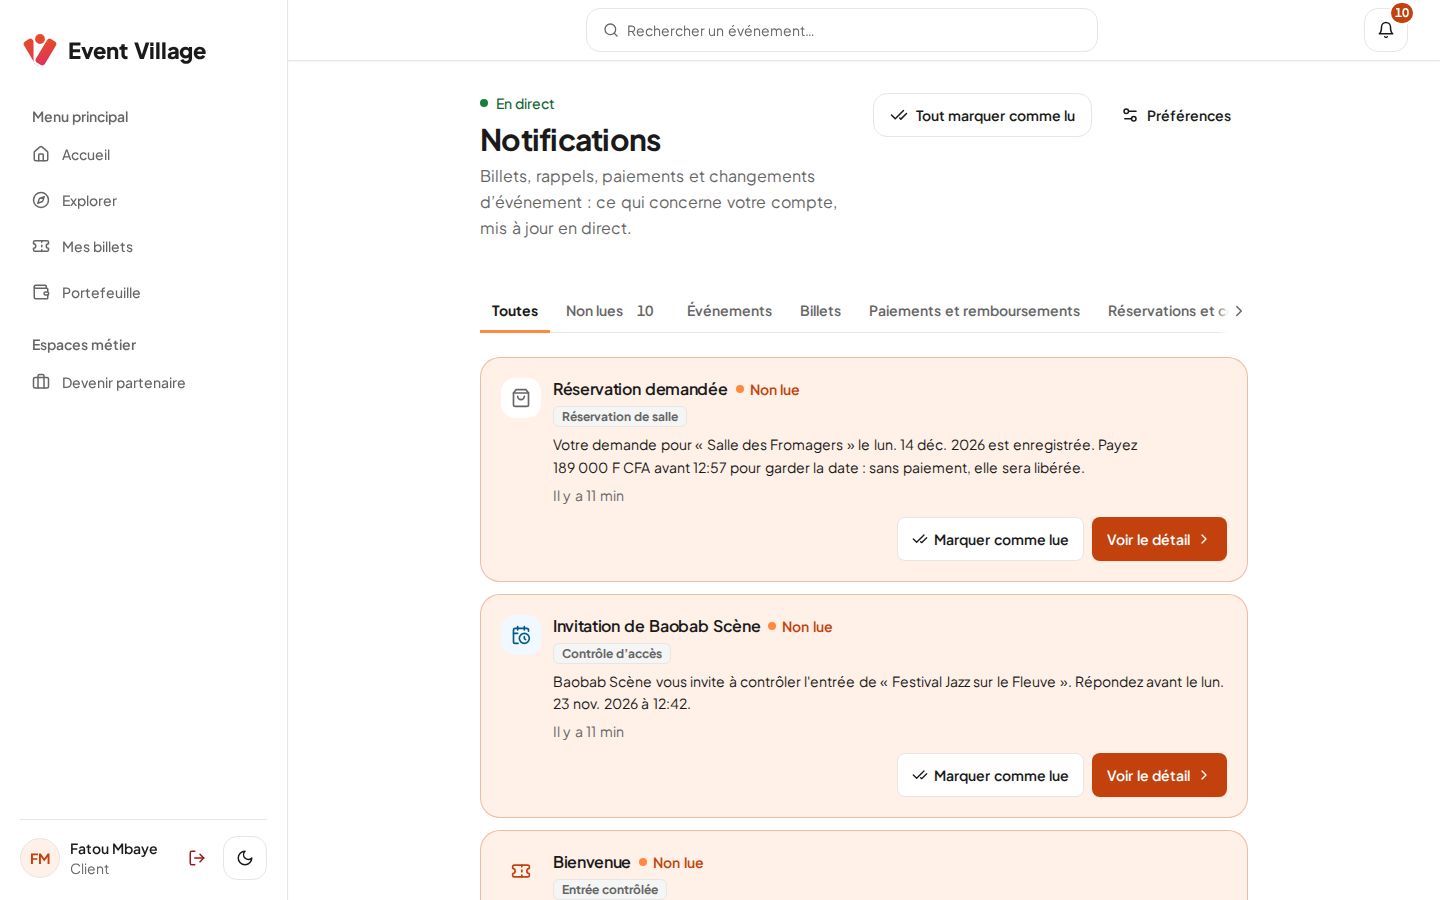 Event Village
Rechercher un événement…
10
Menu principal
Accueil
Explorer
Mes billets
Portefeuille
Espaces métier
Devenir partenaire
FM
Fatou Mbaye
Client
En direct
Notifications
Billets, rappels, paiements et changements
d’événement : ce qui concerne votre compte,
mis à jour en direct.
Tout marquer comme lu
Préférences
Toutes
Non lues 10
Événements
Billets
Paiements et remboursements
Réservations et
Réservation demandée
Non lue
Réservation de salle
Votre demande pour « Salle des Fromagers » le lun. 14 déc. 2026 est enregistrée. Payez
189 000 F CFA avant 12:57 pour garder la date : sans paiement, elle sera libérée.
Il y a 11 min
Marquer comme lue
Voir le détail
Invitation de Baobab Scène
Non lue
Contrôle d’accès
Baobab Scène vous invite à contrôler l'entrée de « Festival Jazz sur le Fleuve ». Répondez avant le lun.
23 nov. 2026 à 12:42.
Il y a 11 min
Marquer comme lue
Voir le détail
Bienvenue
Non lue
Entrée contrôlée